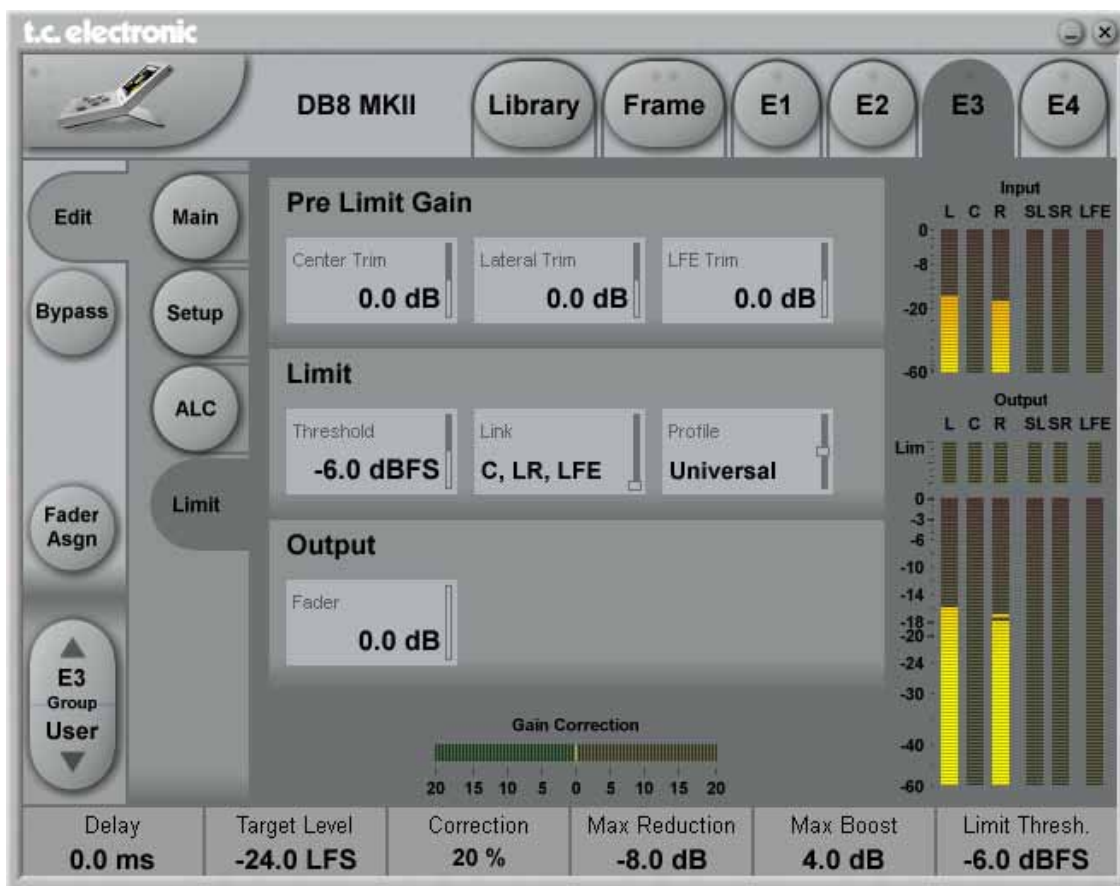 t.c. electronic
DB8 MKII
Library
Frame
E1
E2
E3
E4
Edit
Bypass
Fader
Asgn
E3
Group
User
Main
Setup
ALC
Limit
Pre Limit Gain
Center Trim
0.0 dB
Lateral Trim
0.0 dB
LFE Trim
0.0 dB
Limit
Threshold
-6.0 dBFS
Link
C, LR, LFE
Profile
Universal
Output
Fader
0.0 dB
Gain Correction
20 15 10 5 0 5 10 15 20
Input
L C R SL SR LFE
0
-8
-20
-60
Output
L C R SL SR LFE
Lim
0
-3
-6
-10
-14
-18
-20
-24
-30
-40
-60
Delay
0.0 ms
Target Level
-24.0 LFS
Correction
20 %
Max Reduction
-8.0 dB
Max Boost
4.0 dB
Limit Thresh.
-6.0 dBFS